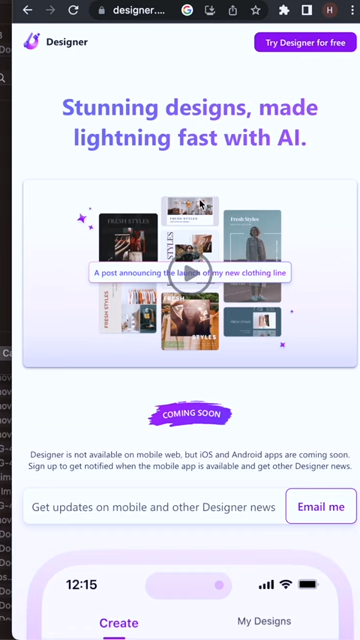 designer....
H
Designer
Try Designer for free
Stunning designs, made
lightning fast with AI.
FRESH STYLES
FRESH STYLES
Fresh Styles
A post announcing the launch of my new clothing line
FRESH
STYLES
COMING SOON
Designer is not available on mobile web, but iOS and Android apps are coming soon.
Sign up to get notified when the mobile app is available and get other Designer news.
Get updates on mobile and other Designer news
Email me
12:15
Create
My Designs